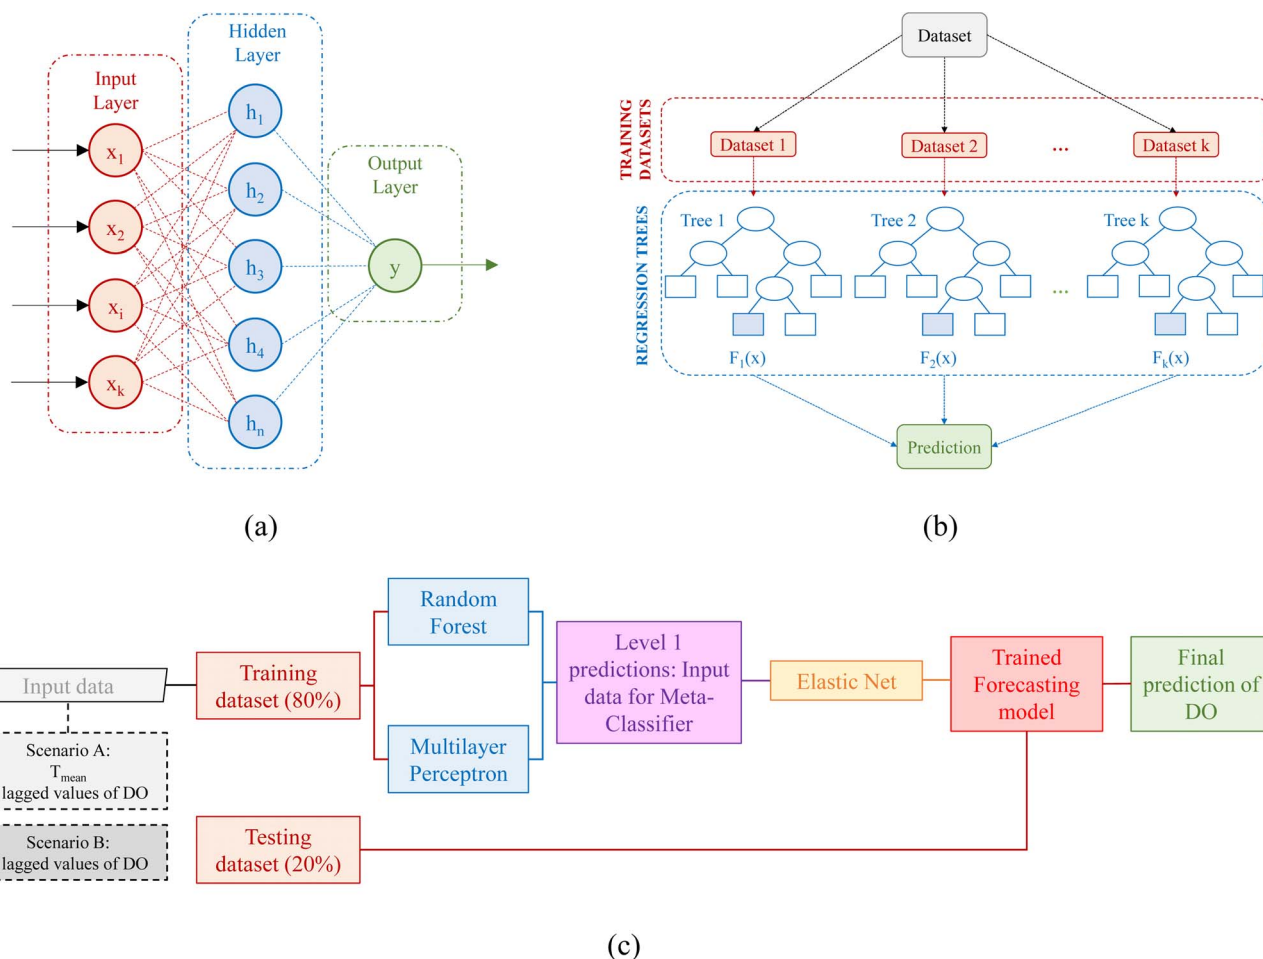 Hidden
Layer
Input
Layer
Output
Layer
x1
x2
xi
xk
h1
h2
h3
h4
hn
y
(a)
Dataset
TRAINING
DATASETS
Dataset 1
Dataset 2
...
Dataset k
REGRESSION TREES
Tree 1
Tree 2
Tree k
...
F1(x)
F2(x)
Fk(x)
Prediction
(b)
Input data
Scenario A:
Tmean
lagged values of DO
Scenario B:
lagged values of DO
Training
dataset (80%)
Testing
dataset (20%)
Random
Forest
Multilayer
Perceptron
Level 1
predictions: Input
data for Meta-
Classifier
Elastic Net
Trained
Forecasting
model
Final
prediction of
DO
(c)